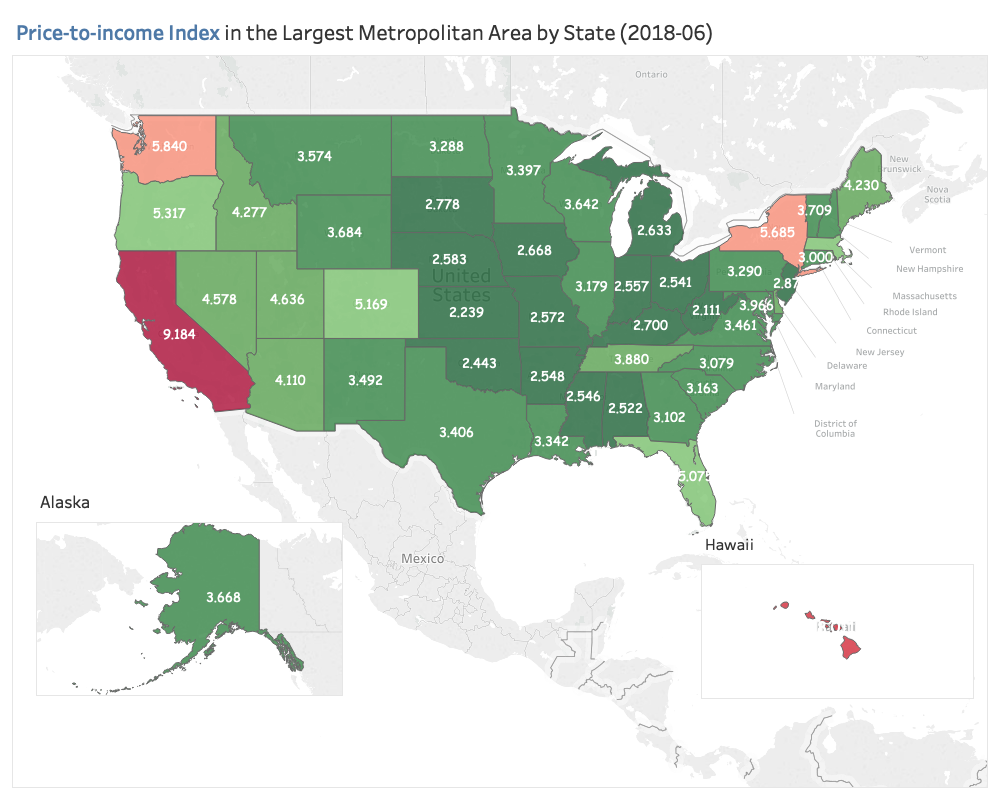 Price-to-income Index in the Largest Metropolitan Area by State (2018-06)
Ontario
5.840
3.574
3.288
3.397
New
4.230
Nova
Scotia
5.317
4.277
3.684
2.778
3.642
2.633
3.709
5.685
Vermont
New Hampshire
2.583
United
States
2.668
3.000
3.290
2.541
2.557
3.179
4.578
4.636
5.169
2.239
2.572
2.700
2.111
3.966
3.461
2.87
Massachusetts
Rhode Island
Connecticut
New Jersey
Delaware
Maryland
District of
Columbia
9.184
4.110
3.492
2.443
2.548
3.880
3.079
3.163
2.546
2.522
3.102
3.406
3.342
5.075
Alaska
3.668
Mexico
Hawaii